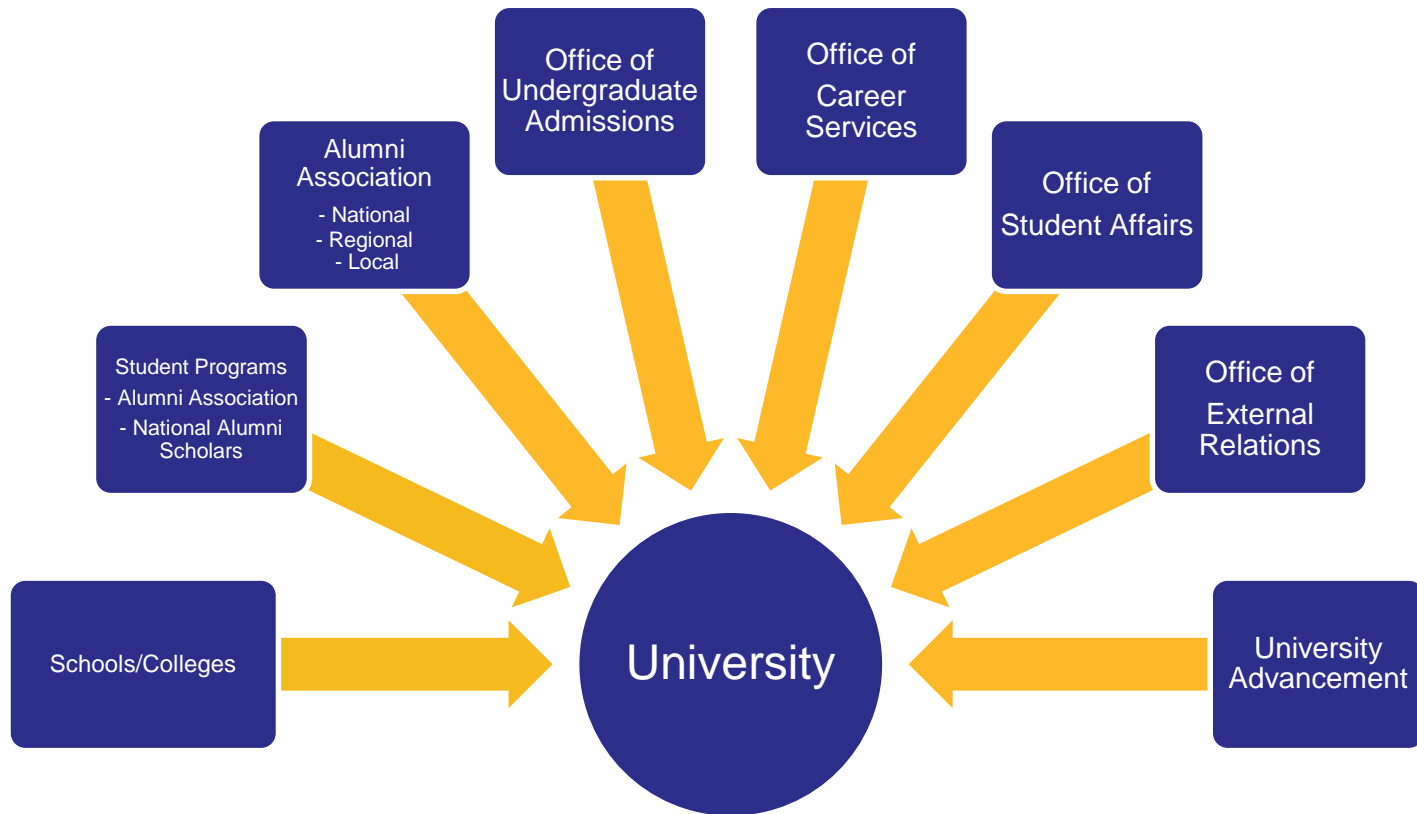 Office of
Undergraduate
Admissions
Office of
Career
Services
Alumni
Association
- National
- Regional
- Local
Office of
Student Affairs
Student Programs
- Alumni Association
- National Alumni
Scholars
Office of
External
Relations
Schools/Colleges
University
University
Advancement